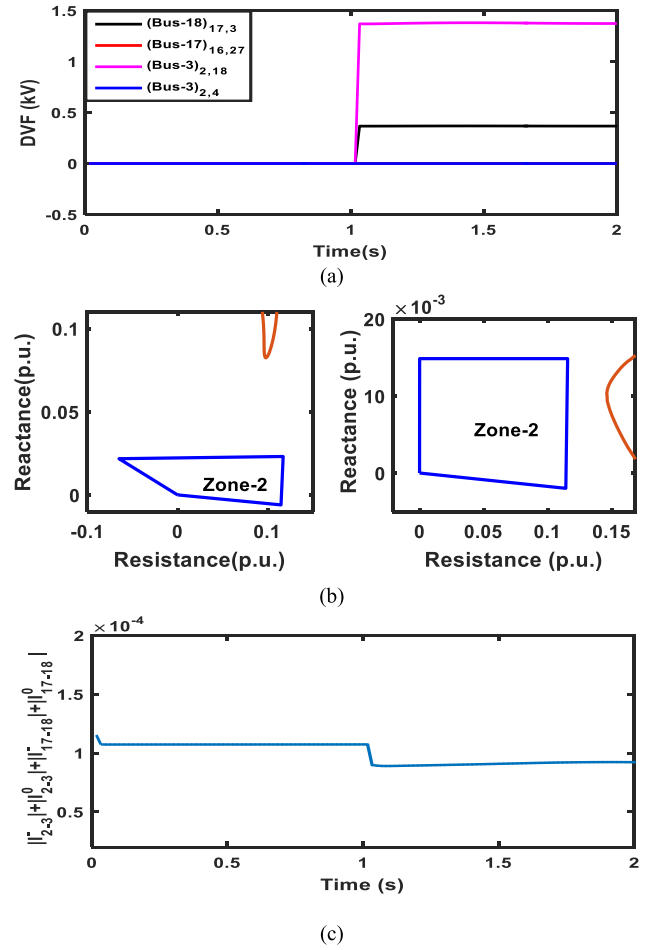 1.5
1
0.5
0
-0.5
DVF (kV)
(Bus-18)17,3
(Bus-17)16,27
(Bus-3)2,18
(Bus-3)2,4
0 0.5 1 1.5 2
Time(s)
(a)
0.1
0.05
0
Reactance(p.u.)
Zone-2
-0.1 0 0.1
Resistance(p.u.)
× 10-3
20
10
0
Reactance (p.u.)
Zone-2
0 0.05 0.1 0.15
Resistance (p.u.)
(b)
×10-4
2
1.5
1
0.5
|I-2-3|+|I02-3|+|I-17-18|+|I017-18|
0 0.5 1 1.5 2
Time (s)
(c)